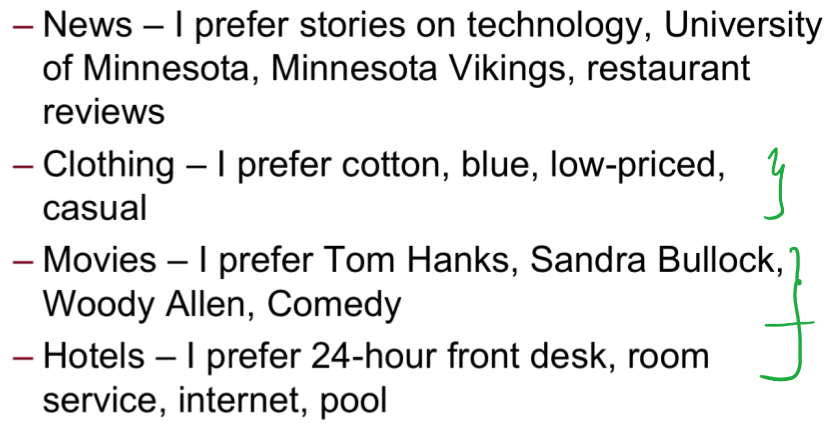 – News – I prefer stories on technology, University
of Minnesota, Minnesota Vikings, restaurant
reviews
– Clothing – I prefer cotton, blue, low-priced,
casual
– Movies – I prefer Tom Hanks, Sandra Bullock,
Woody Allen, Comedy
– Hotels – I prefer 24-hour front desk, room
service, internet, pool